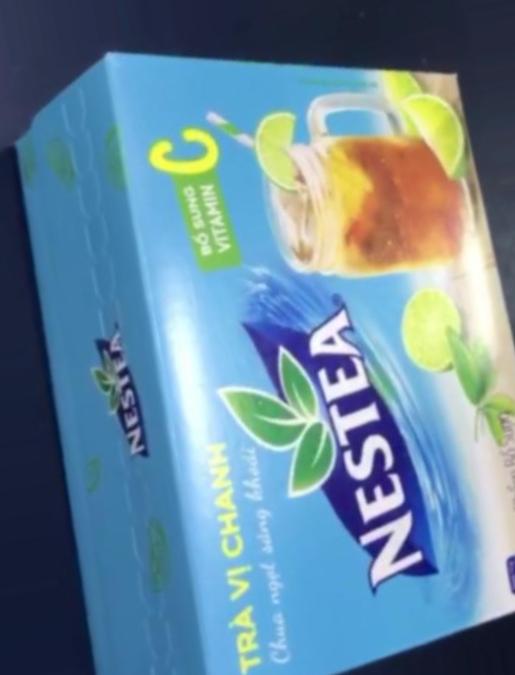 BỔ SUNG
VITAMIN C
NESTEA
TRÀ VỊ CHANH
Chua ngọt sảng khoái
NESTEA